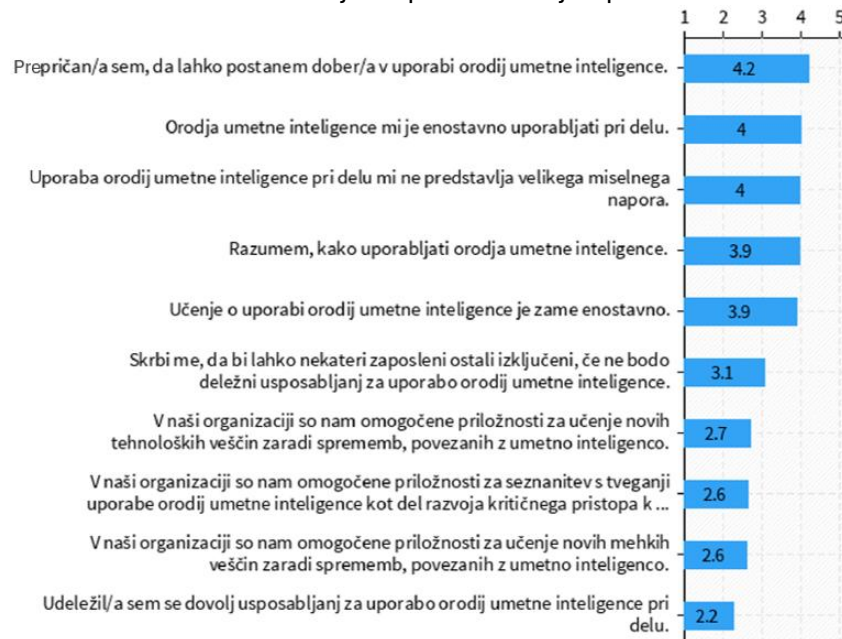 1 2 3 4 5
Prepričan/a sem, da lahko postanem dober/a v uporabi orodij umetne inteligence.
4.2
Orodja umetne inteligence mi je enostavno uporabljati pri delu.
4
Uporaba orodij umetne inteligence pri delu mi ne predstavlja velikega miselnega
napora.
4
Razumem, kako uporabljati orodja umetne inteligence.
3.9
Učenje o uporabi orodij umetne inteligence je zame enostavno.
3.9
Skrbi me, da bi lahko nekateri zaposleni ostali izključeni, če ne bodo
deležni usposabljanj za uporabo orodij umetne inteligence.
3.1
V naši organizaciji so nam omogočene priložnosti za učenje novih
tehnoloških veščin zaradi sprememb, povezanih z umetno inteligenco.
2.7
V naši organizaciji so nam omogočene priložnosti za seznanitev s tveganji
uporabe orodij umetne inteligence kot del razvoja kritičnega pristopa k ...
2.6
V naši organizaciji so nam omogočene priložnosti za učenje novih mehkih
veščin zaradi sprememb, povezanih z umetno inteligenco.
2.6
Udeležil/a sem se dovolj usposabljanj za uporabo orodij umetne inteligence pri
delu.
2.2